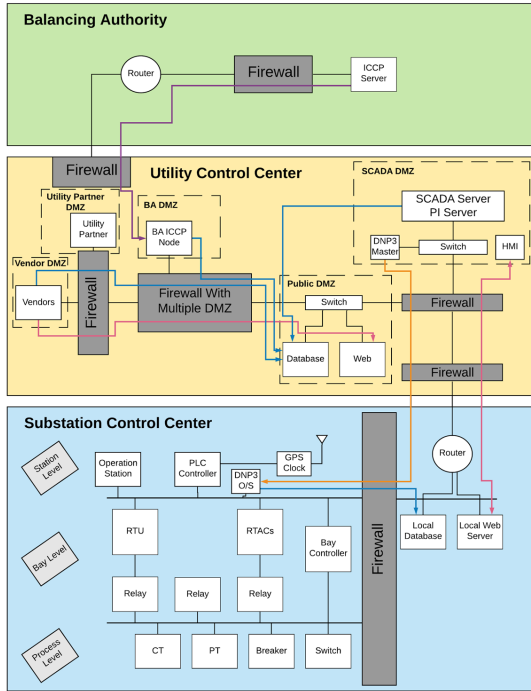 Balancing Authority
Router
Firewall
ICCP
Server
Firewall
Utility Control Center
SCADA DMZ
Utility Partner
DMZ
BA DMZ
SCADA Server
PI Server
Utility
Partner
BA ICCP
Node
DNP3
Master
Switch
HMI
Vendor DMZ
Vendors
Firewall
Firewall With
Multiple DMZ
Public DMZ
Switch
Firewall
Database
Web
Firewall
Substation Control Center
Station
Level
Operation
Station
PLC
Controller
GPS
Clock
DNP3
O/S
Router
Bay Level
RTU
RTACs
Bay
Controller
Firewall
Local
Database
Local Web
Server
Relay
Relay
Relay
Process
Level
CT
PT
Breaker
Switch